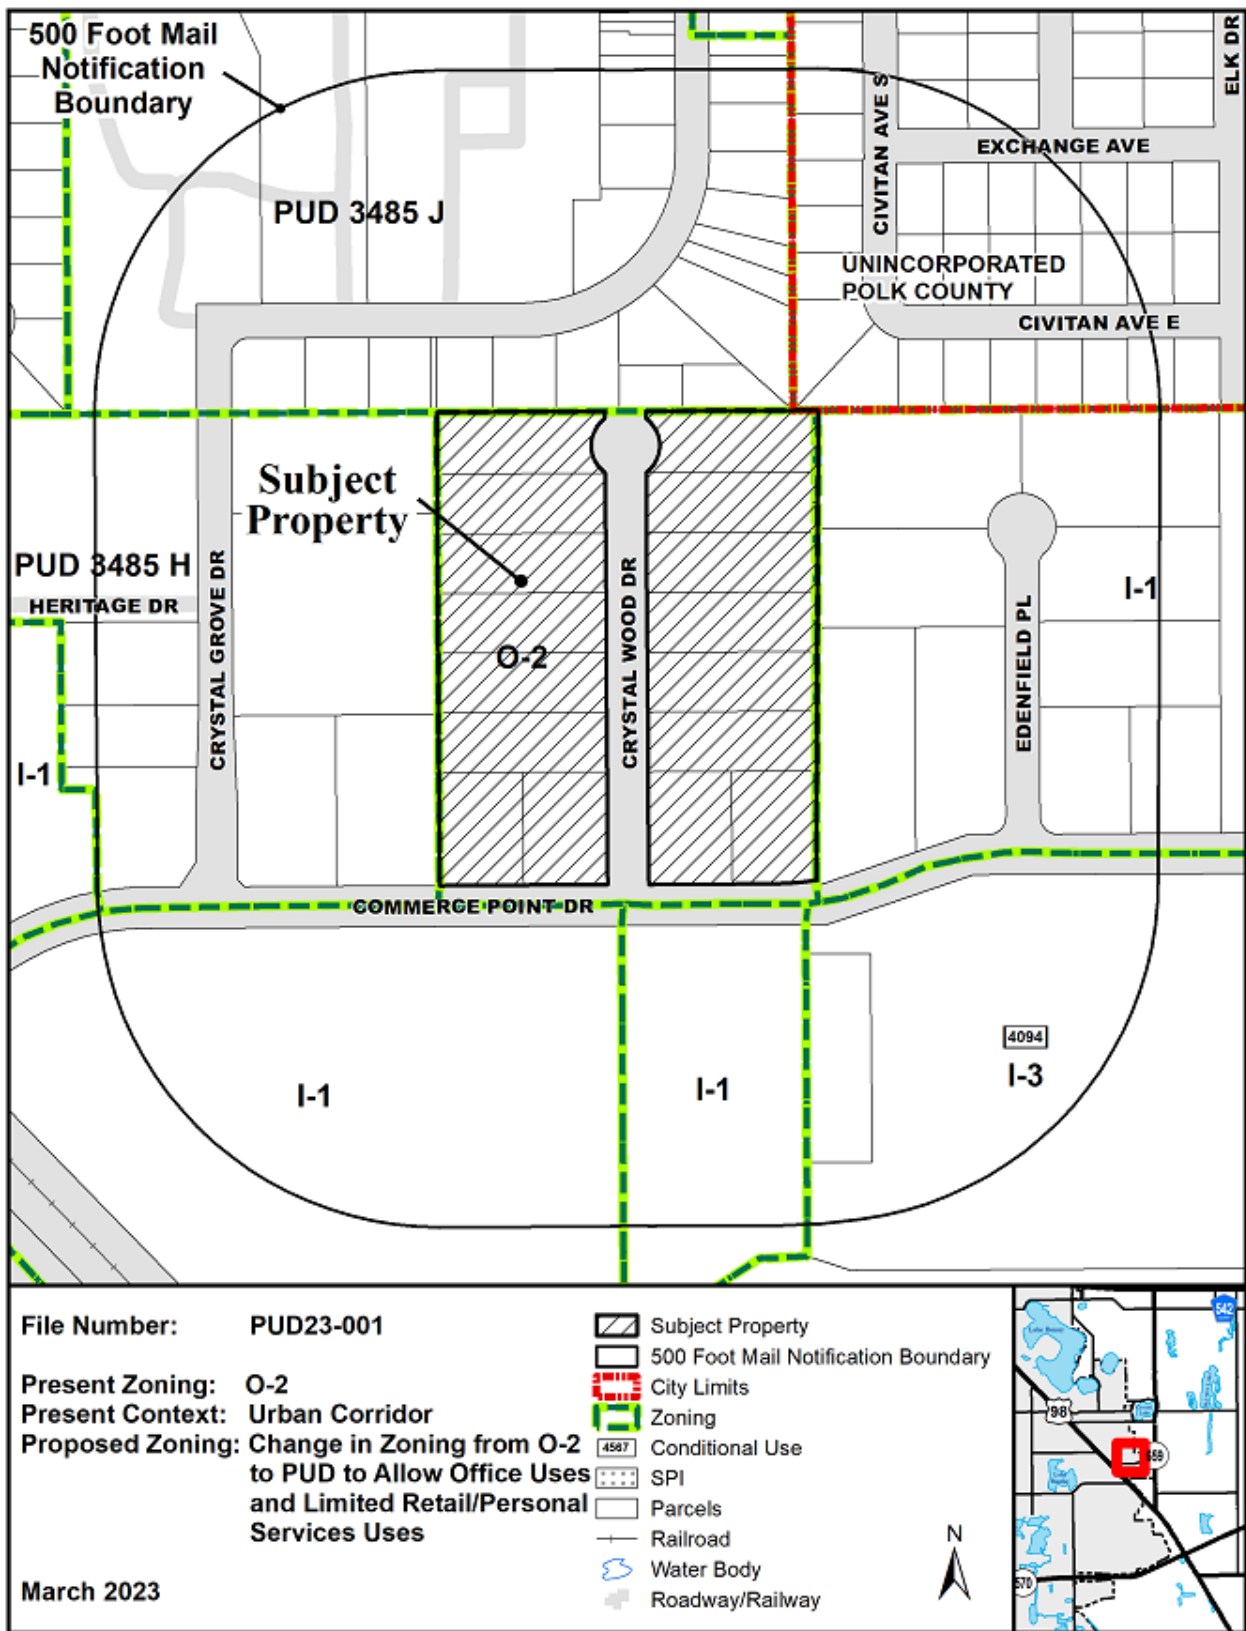 500 Foot Mail
Notification
Boundary
CIVITAN AVE S
ELK DR
EXCHANGE AVE
PUD 3485 J
UNINCORPORATED
POLK COUNTY
CIVITAN AVE E
Subject
Property
PUD 3485 H
HERITAGE DR
CRYSTAL GROVE DR
O-2
CRYSTAL WOOD DR
EDENFIELD PL
I-1
I-1
COMMERCE POINT DR
4094
I-3
I-1
I-1
File Number: PUD23-001
Present Zoning: O-2
Present Context: Urban Corridor
Proposed Zoning: Change in Zoning from O-2
to PUD to Allow Office Uses
and Limited Retail/Personal
Services Uses
March 2023
Subject Property
500 Foot Mail Notification Boundary
City Limits
Zoning
4567 Conditional Use
SPI
Parcels
Railroad
Water Body
Roadway/Railway
N
542
98
659
570